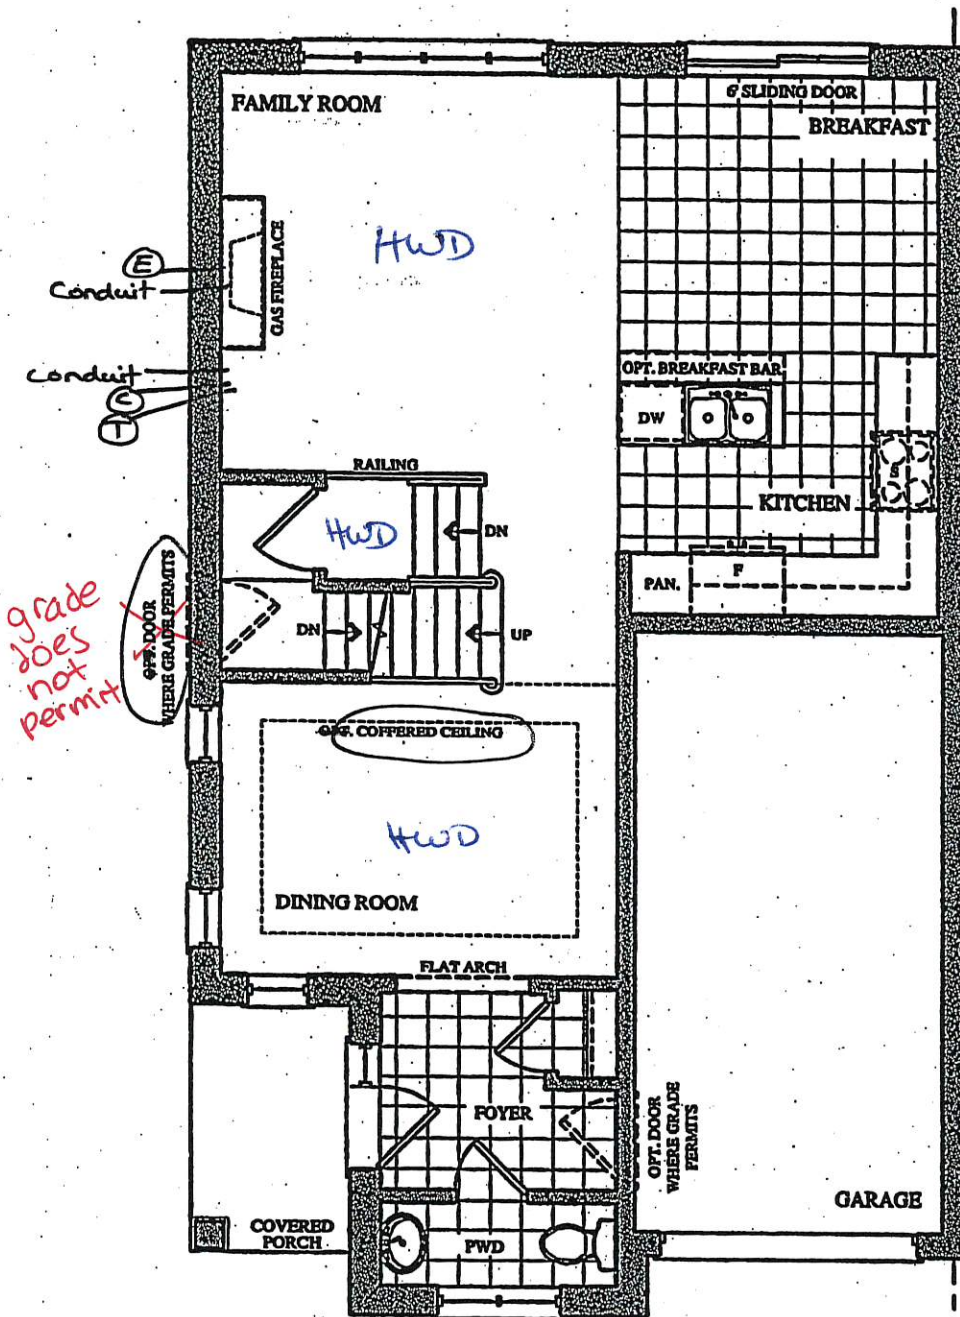 6' SLIDING DOOR
FAMILY ROOM
BREAKFAST
HWD
GAS FIREPLACE
E
Conduit
OPT. BREAKFAST BAR
Conduit
C
T
DW
RAILING
S
KITCHEN
HWD
DN
F
PAN.
OPT. DOOR
WHERE GRADE PERMITS
grade
does
not
permit
DN
UP
OPT. COFFERED CEILING
HWD
DINING ROOM
FLAT ARCH
FOYER
OPT. DOOR
WHERE GRADE
PERMITS
GARAGE
COVERED
PORCH
PWD